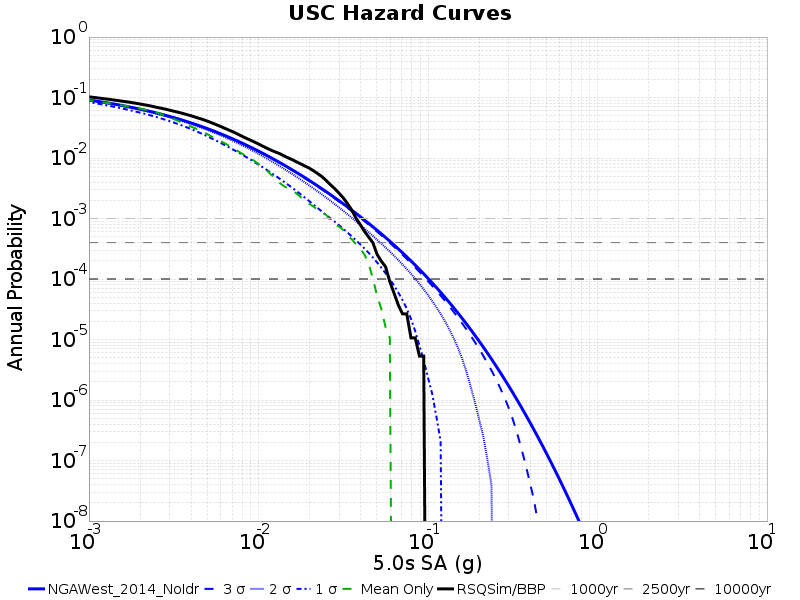 USC Hazard Curves
Annual Probability
10^0
10^-1
10^-2
10^-3
10^-4
10^-5
10^-6
10^-7
10^-8
10^-3 10^-2 10^-1 10^0 10^1
5.0s SA (g)
NGAWest_2014_NoIdr 3 σ 2 σ 1 σ Mean Only RSQSim/BBP 1000yr 2500yr 10000yr